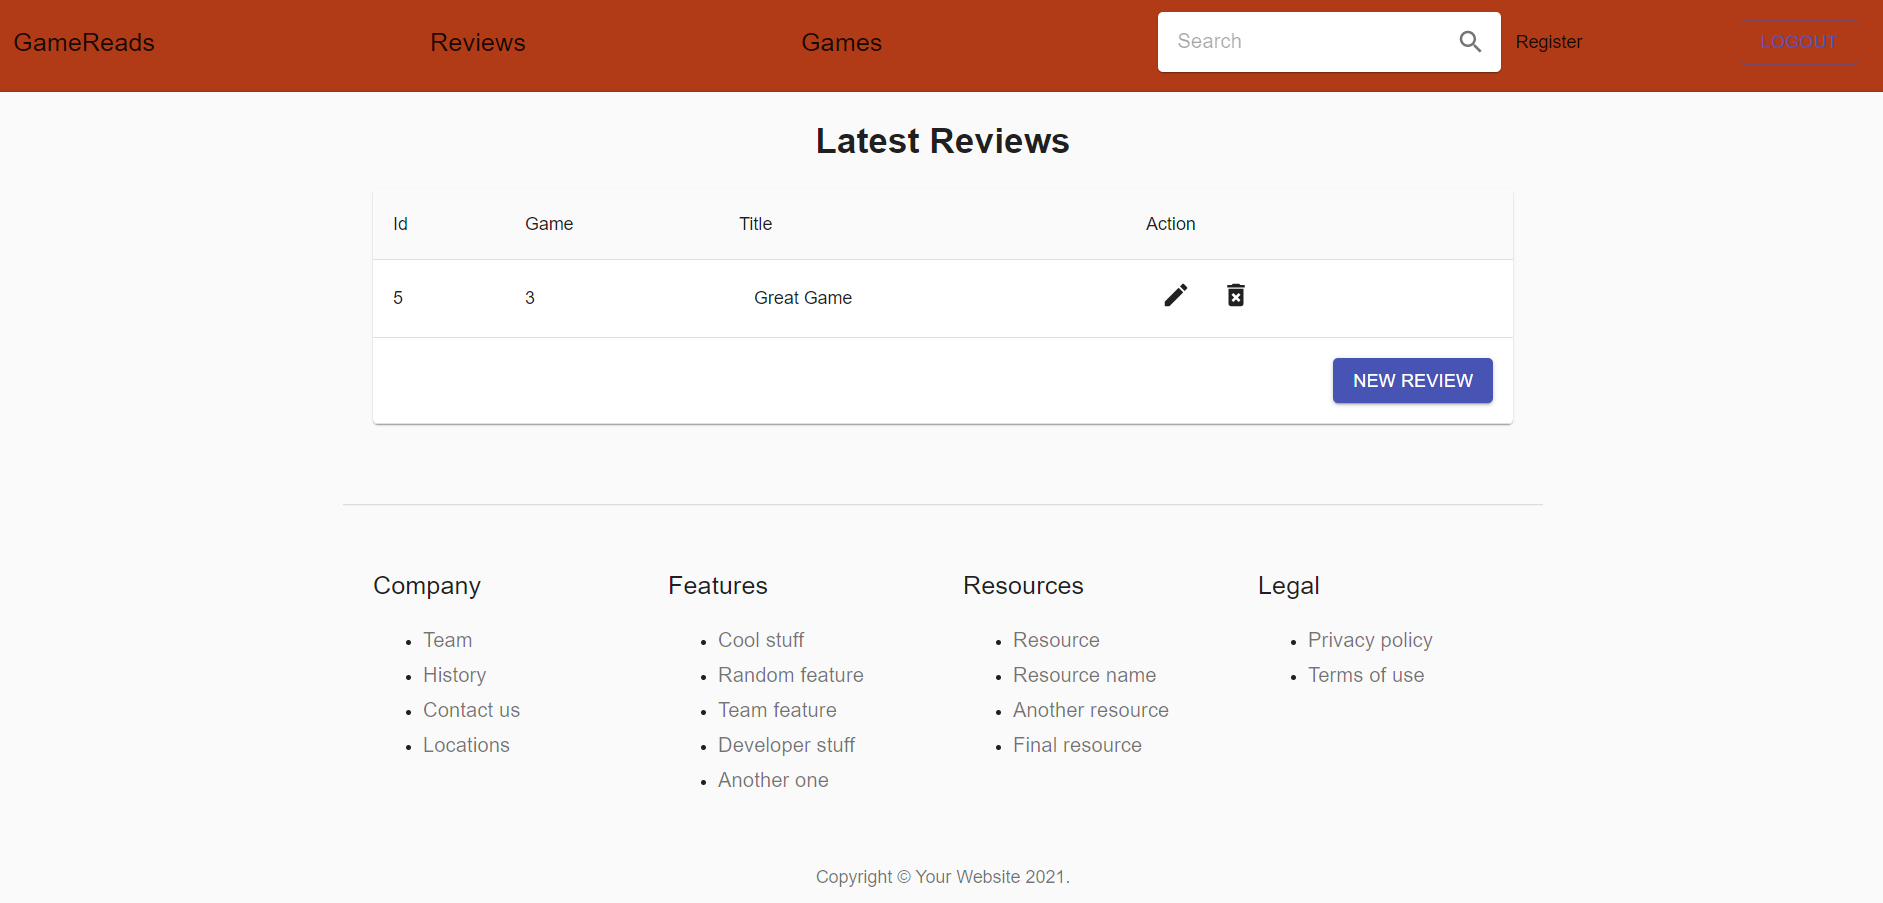 GameReads Reviews Games Search Register LOGOUT
Latest Reviews
Id Game Title Action
5 3 Great Game
NEW REVIEW
Company
Team
History
Contact us
Locations
Features
Cool stuff
Random feature
Team feature
Developer stuff
Another one
Resources
Resource
Resource name
Another resource
Final resource
Legal
Privacy policy
Terms of use
Copyright © Your Website 2021.